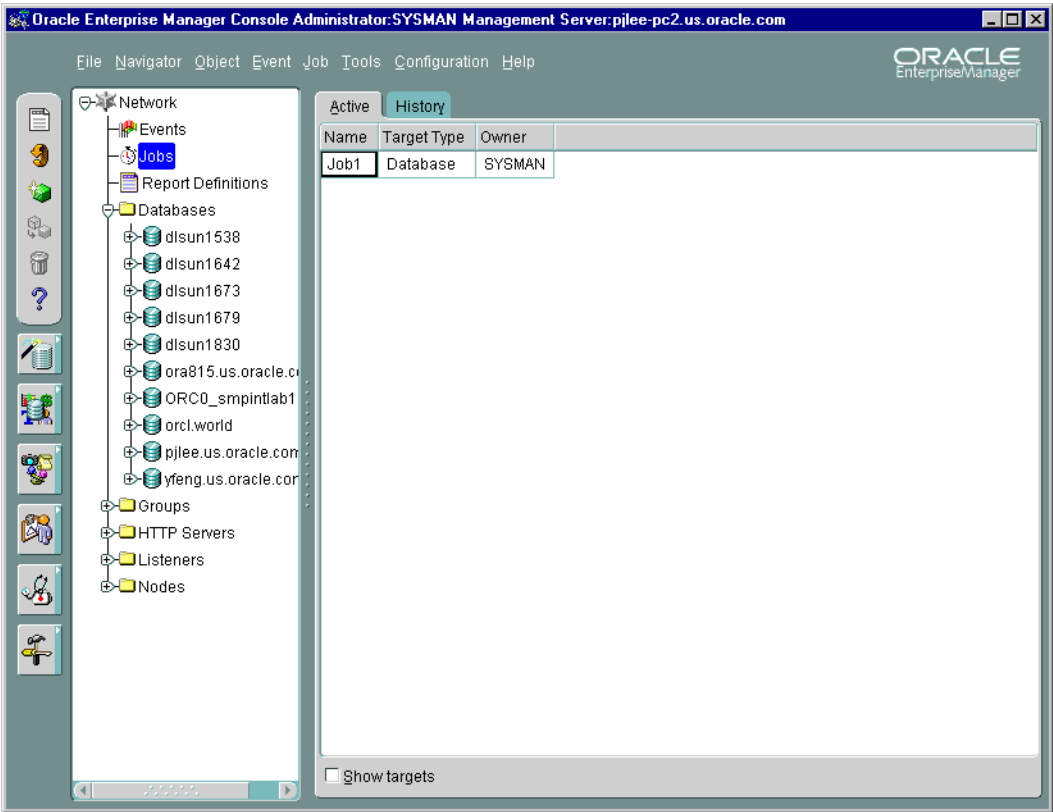 Oracle Enterprise Manager Console Administrator:SYSMAN Management Server:pjlee-pc2.us.oracle.com
File Navigator Object Event Job Tools Configuration Help
ORACLE
EnterpriseManager
Network
Events
Jobs
Report Definitions
Databases
dlsun1538
dlsun1642
dlsun1673
dlsun1679
dlsun1830
ora815.us.oracle.c
ORC0_smpintlab1
orcl.world
pjlee.us.oracle.com
yfeng.us.oracle.cor
Groups
HTTP Servers
Listeners
Nodes
Active History
Name Target Type Owner
Job1 Database SYSMAN
Show targets